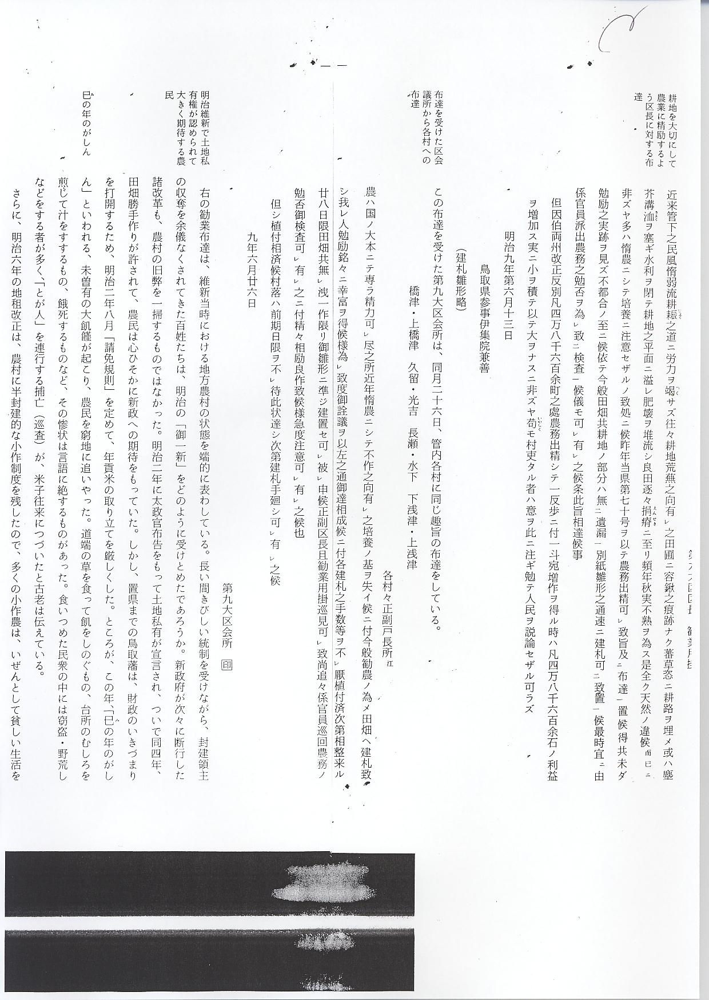 耕地を大切にして
農業に精励するよ
う区長に対する布
達
近来管下之民風惰弱流耕耘之道ニ労力ヲ竭サズ往々耕地荒蕪之向有レ之田圃ニ容鍬之痕跡ナク蕃草恣ニ耕路ヲ埋メ或ハ塵
芥溝洫ヲ塞ギ水利ヲ閉テ耕地之平面ニ溢レ肥壌ヲ堆流シ良田逐々捐瘠ニ至リ頻年秋実不熟ヲ為ス是全ク天然ノ違候而已ニ
非ズヤ多ハ惰農ニシテ培養ニ注意セザルノ致処ニ候昨年当県第七十号ヲ以テ農務出精可レ致旨及ニ布達一置候得共未ダ
勉励之実跡ヲ見ズ不都合ノ至ニ候依テ今般田畑共耕地ノ部分ハ無ニ遺漏一別紙雛形之通速ニ建札可ニ致置一候最時宜ニ由
係官員派出農務之勉否ヲ為レ致ニ検査一候儀モ可レ有レ之候条此旨相達候事
但因伯両州改正反別凡四万八千六百余町之處農務出精シテ一反歩ニ付一斗宛増作ヲ得ル時ハ凡四万八千六百余石ノ利益
ヲ増加ス実ニ小ヲ積テ以テ大ヲナスニ非ズヤ苟モ村吏タル者ハ意ヲ此ニ注ギ勉テ人民ヲ説論セザル可ラズ
明治九年第六月十三日
鳥取県参事伊集院兼善
（建札雛形略）
布達を受けた区会
議所から各村への
布達
この布達を受けた第九大区会所は、同月二十六日、管内各村に同じ趣旨の布達をしている。
橋津・上橋津　久留・光吉　長瀬・水下　下浅津・上浅津
各村々正副戸長所江
農ハ国ノ大本ニテ専ラ精力可レ尽之所近年惰農ニシテ不作之向有レ之培養ノ基ヲ失イ候ニ付今般勧農ノ為メ田畑ヘ建札致
シ我レ人勉励銘々ニ幸富ヲ得候様為レ致度御詮議ヲ以左之通御達相成候ニ付各建札之手数等ヲ不レ厭植付済次第相整来ル
廿八日限田畑共無レ洩一作限リ御雛形ニ準ジ建置セ可レ被レ申候正副区長且勧業用掛巡見可レ致尚追々係官員巡回農務ノ
勉否御検査可レ有レ之ニ付精々相励良作致候様急度注意可レ有レ之候也
但シ植付相済候村落ハ前期日限ヲ不レ待此状達シ次第建札手廻シ可レ有レ之候
九年六月廿六日
第九大区会所　印
明治維新で土地私
有権が認められて
大きく期待する農
民
右の勧業布達は、維新当時における地方農村の状態を端的に表わしている。長い間きびしい統制を受けながら、封建領主
の収奪を余儀なくされてきた百姓たちは、明治の「御一新」をどのように受けとめたであろうか。新政府が次々に断行した
諸改革も、農村の旧弊を一掃するものではなかった。明治二年に太政官布告をもって土地私有が宣言され、ついで同四年、
田畑勝手作りが許されて、農民は心ひそかに新政への期待をもっていた。しかし、置県までの鳥取藩は、財政のいきづまり
を打開するため、明治二年八月「請免規則」を定めて、年貢米の取り立てを厳しくした。ところが、この年、「巳の年のがし
巳の年のがしん
ん」といわれる、未曽有の大飢饉が起こり、農民を窮地に追いやった。道端の草を食って飢をしのぐもの、台所のむしろを
煎じて汁をすするもの、餓死するものなど、その惨状は言語に絶するものがあった。食いつめた民衆の中には窃盗・野荒し
などをする者が多く、「とが人」を連行する捕亡（巡査）が、米子往来につづいたと古老は伝えている。
さらに、明治六年の地租改正は、農村に半封建的な小作制度を残したので、多くの小作農は、いぜんとして貧しい生活を